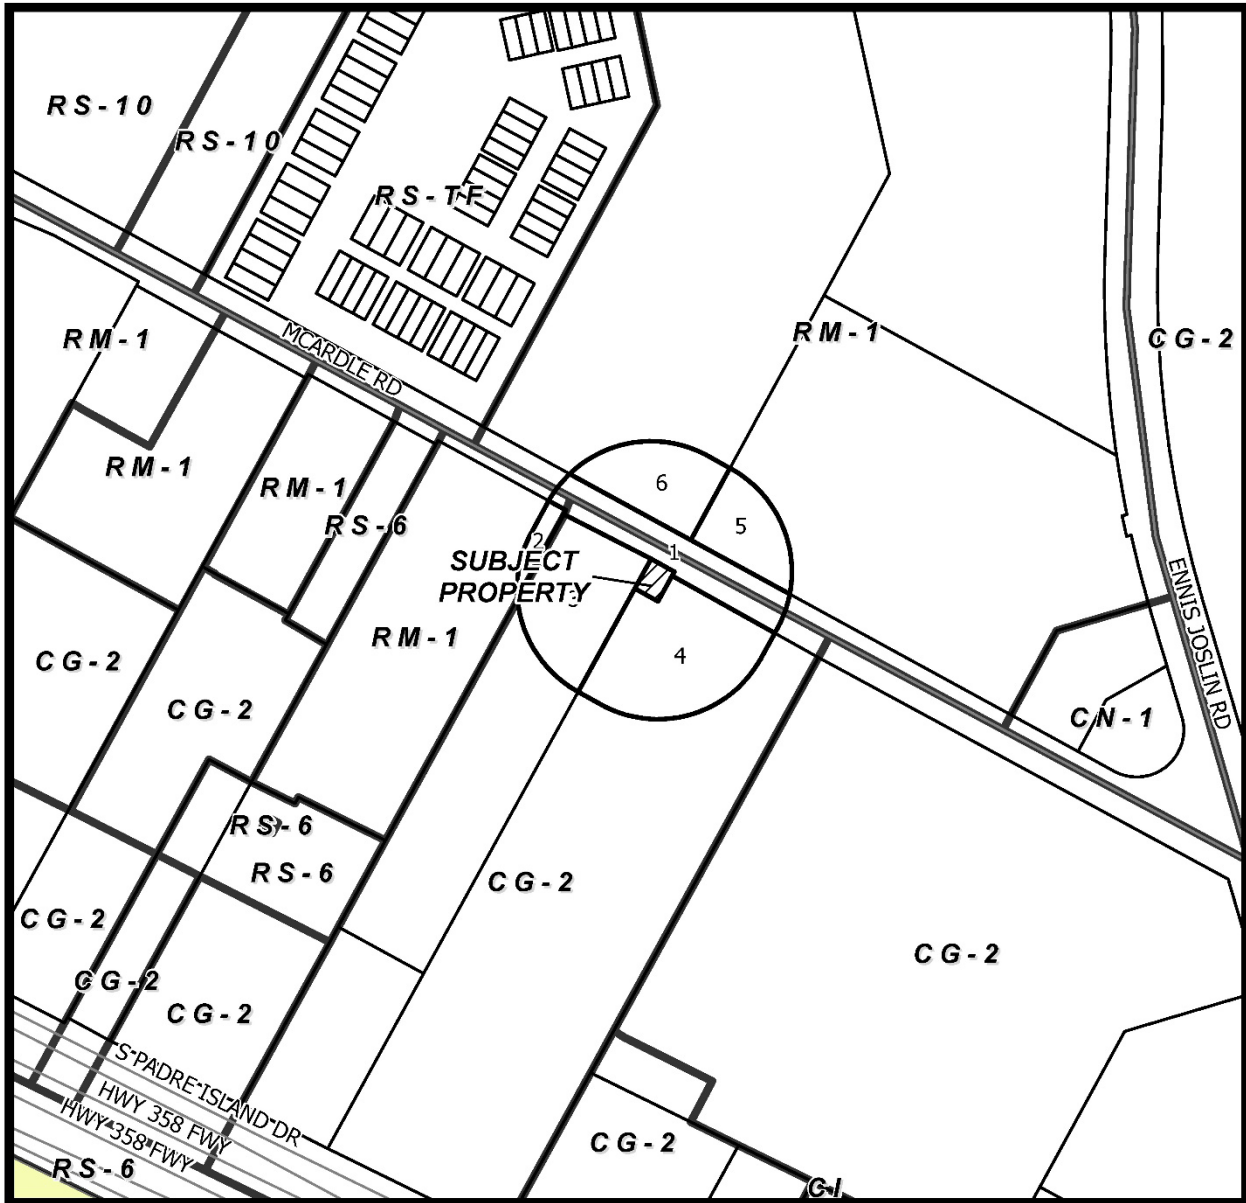 RS-10
RS-10
RS-TF
RM-1
CG-2
RM-1
MCARDLE RD
RM-1
RM-1
RS-6
6
5
2
1
SUBJECT
PROPERTY
3
4
RM-1
ENNIS JOSLIN RD
CG-2
CG-2
CN-1
RS-6
RS-6
CG-2
CG-2
CG-2
CG-2
CG-2
S PADRE ISLAND DR
HWY 358 FWY
HWY 358 FWY
RS-6
CG-2
CI